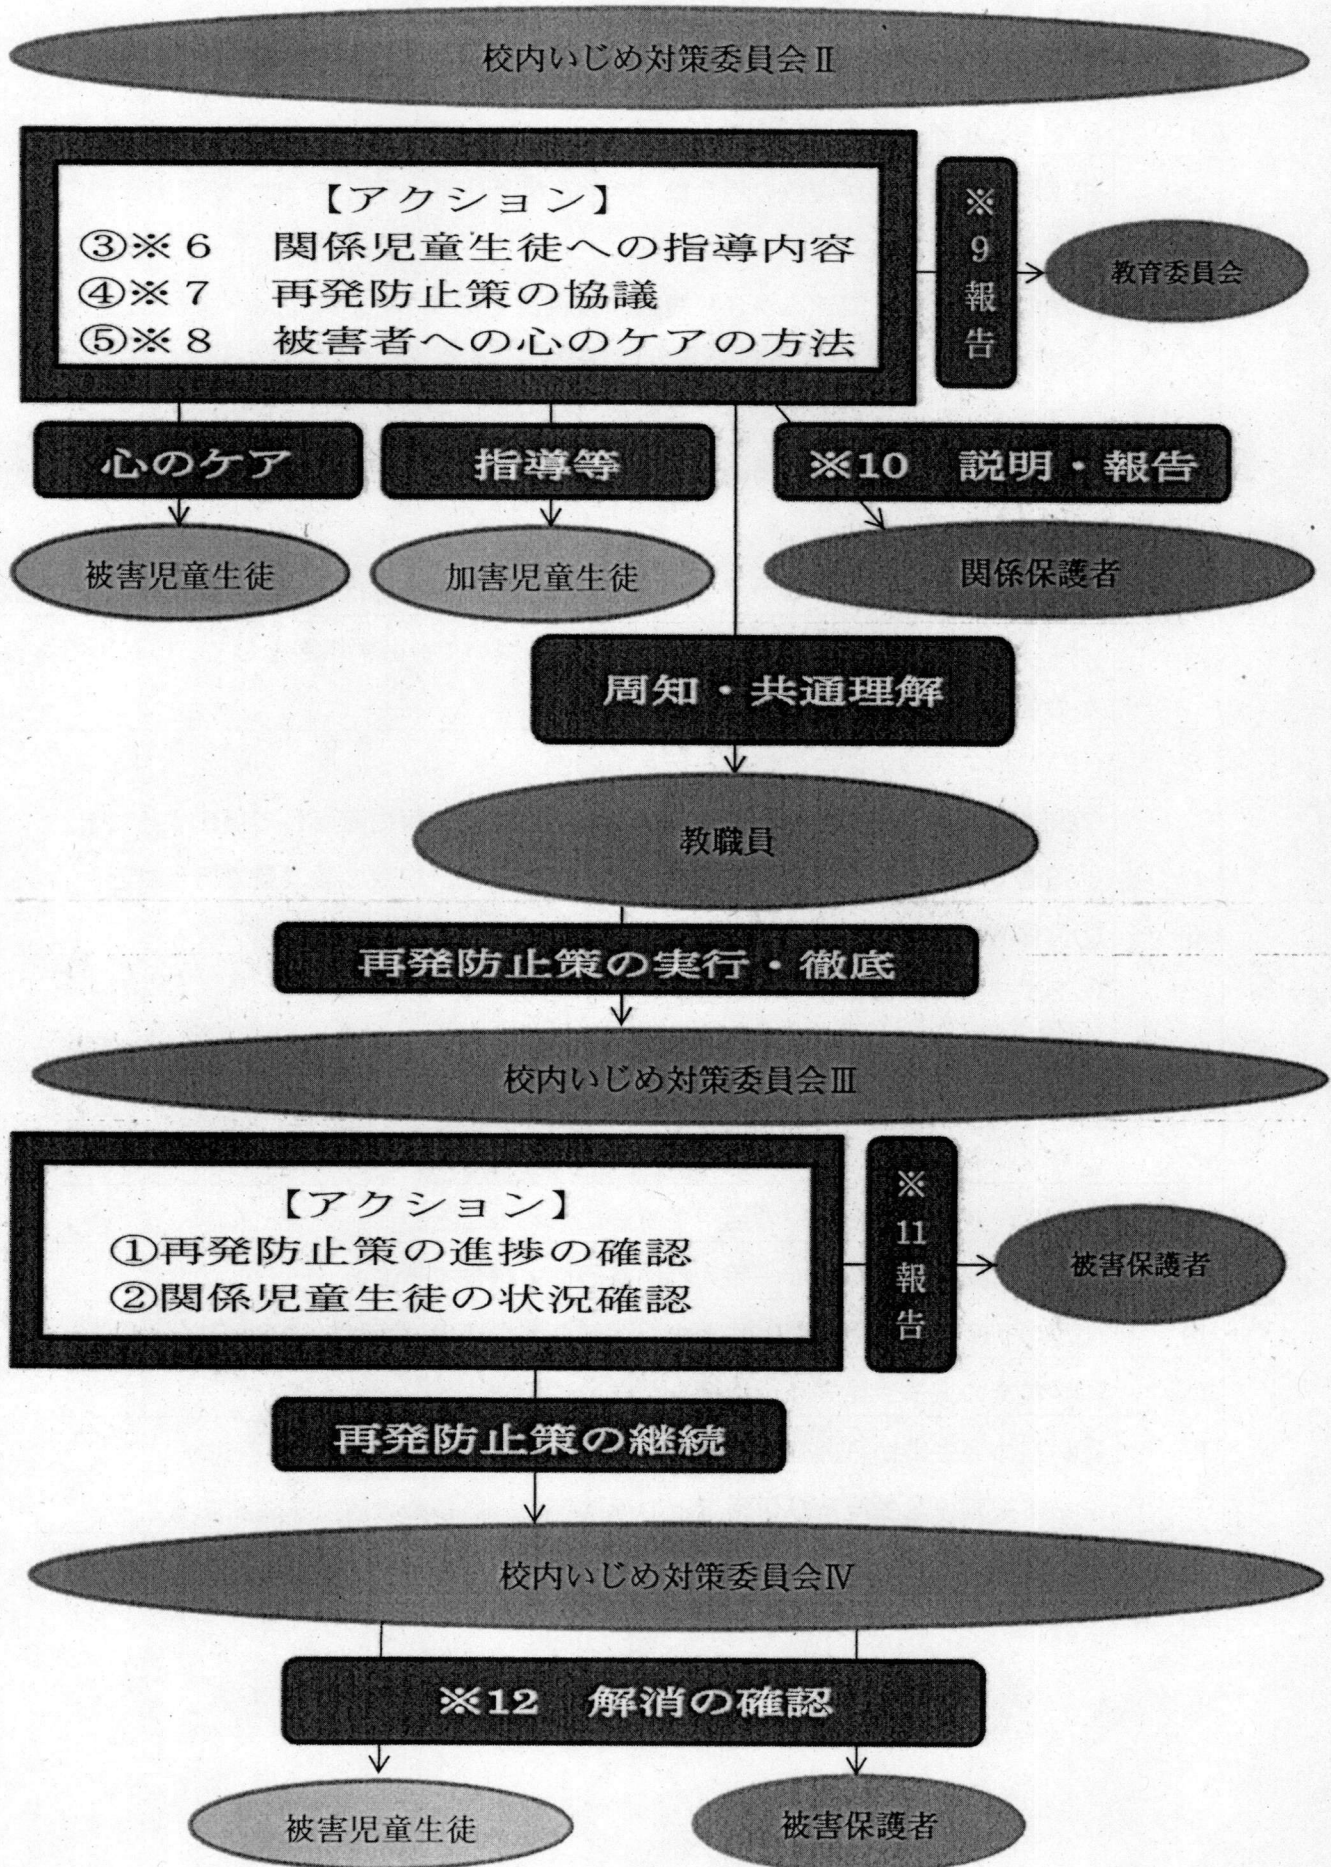 校内いじめ対策委員会Ⅱ
【アクション】
③※6 関係児童生徒への指導内容
④※7 再発防止策の協議
⑤※8 被害者への心のケアの方法
※9報告
教育委員会
心のケア
指導等
※10 説明・報告
被害児童生徒
加害児童生徒
関係保護者
周知・共通理解
教職員
再発防止策の実行・徹底
校内いじめ対策委員会Ⅲ
【アクション】
①再発防止策の進捗の確認
②関係児童生徒の状況確認
※11報告
被害保護者
再発防止策の継続
校内いじめ対策委員会Ⅳ
※12 解消の確認
被害児童生徒
被害保護者